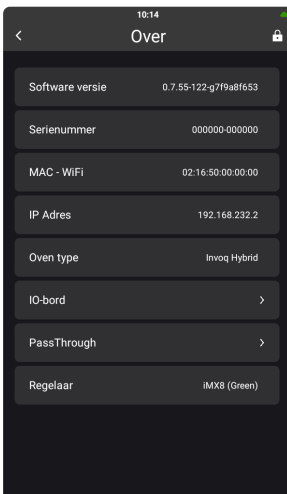 10:14
Over
Software versie 0.7.55-122-g7f9a8f653
Serienummer 000000-000000
MAC - WiFi 02:16:50:00:00:00
IP Adres 192.168.232.2
Oven type Invoq Hybrid
IO-bord
PassThrough
Regelaar iMX8 (Green)